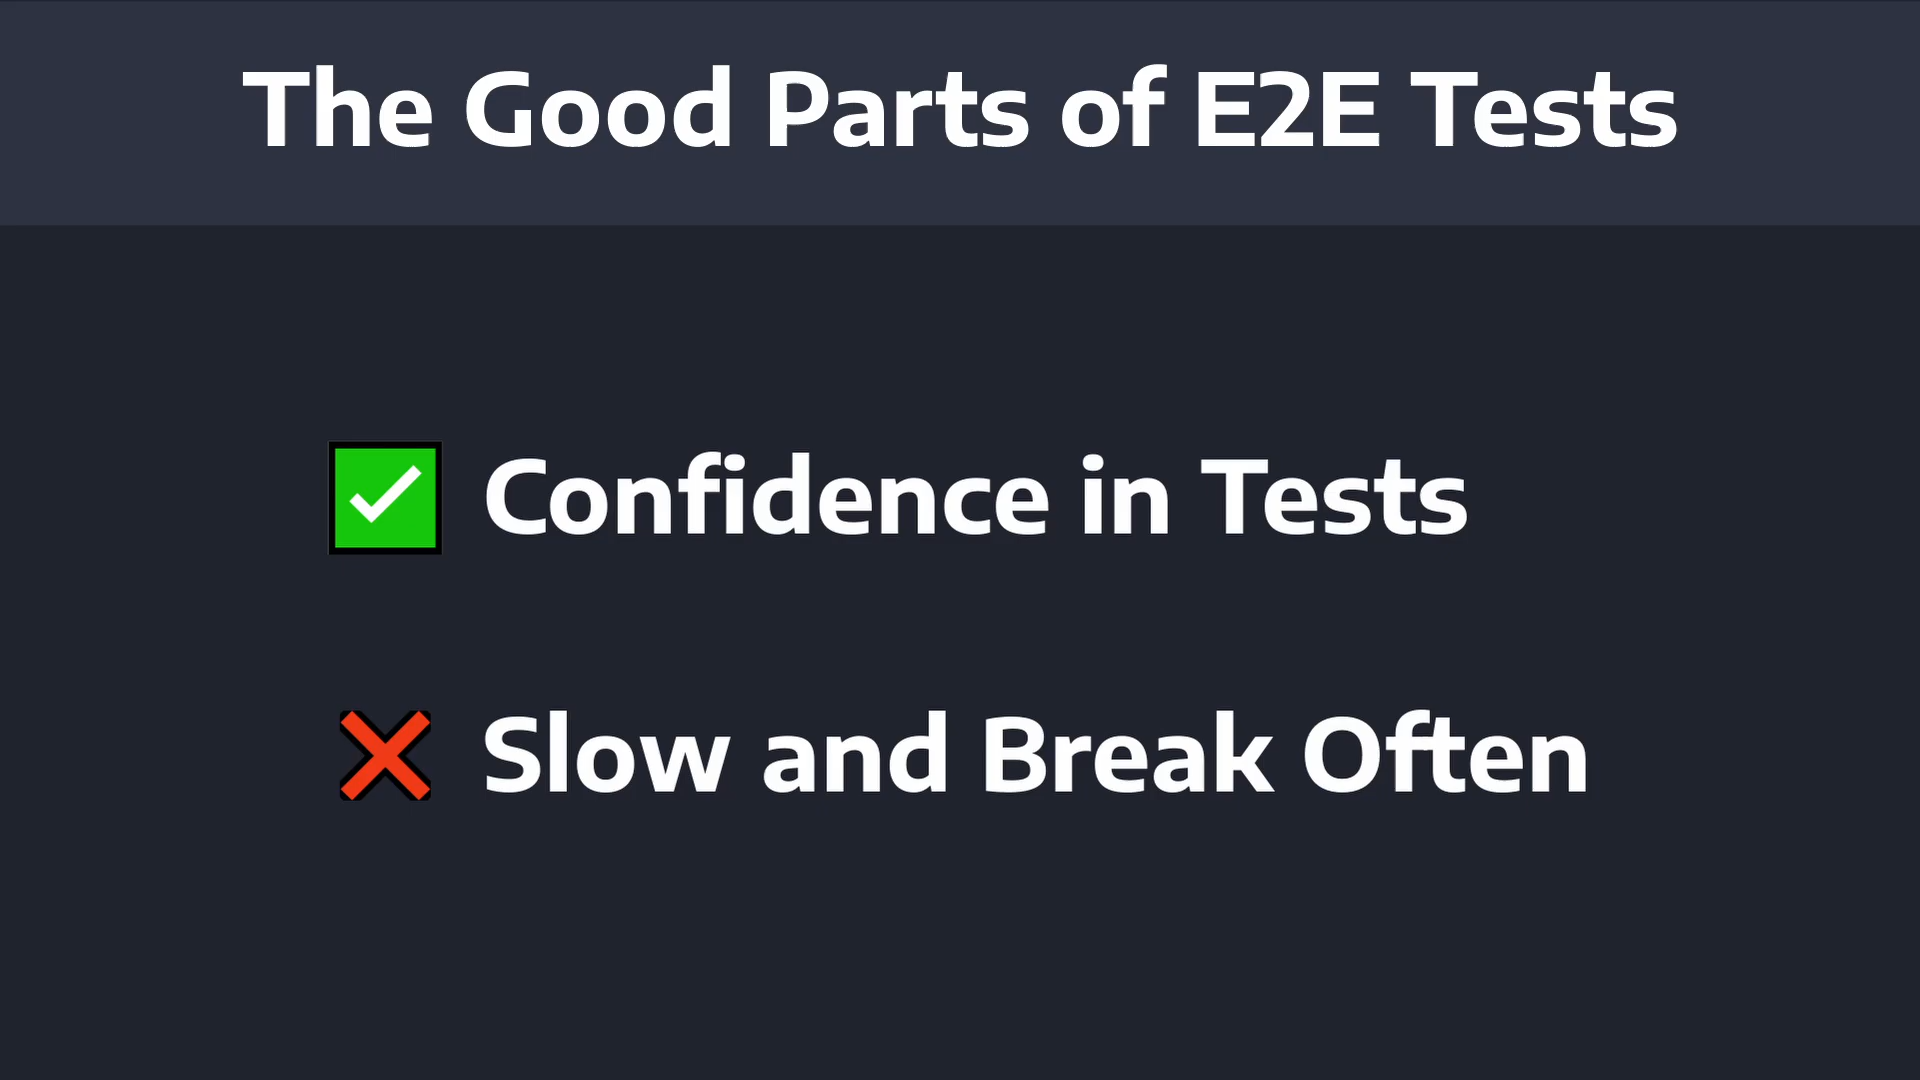 The Good Parts of E2E Tests
Confidence in Tests
Slow and Break Often